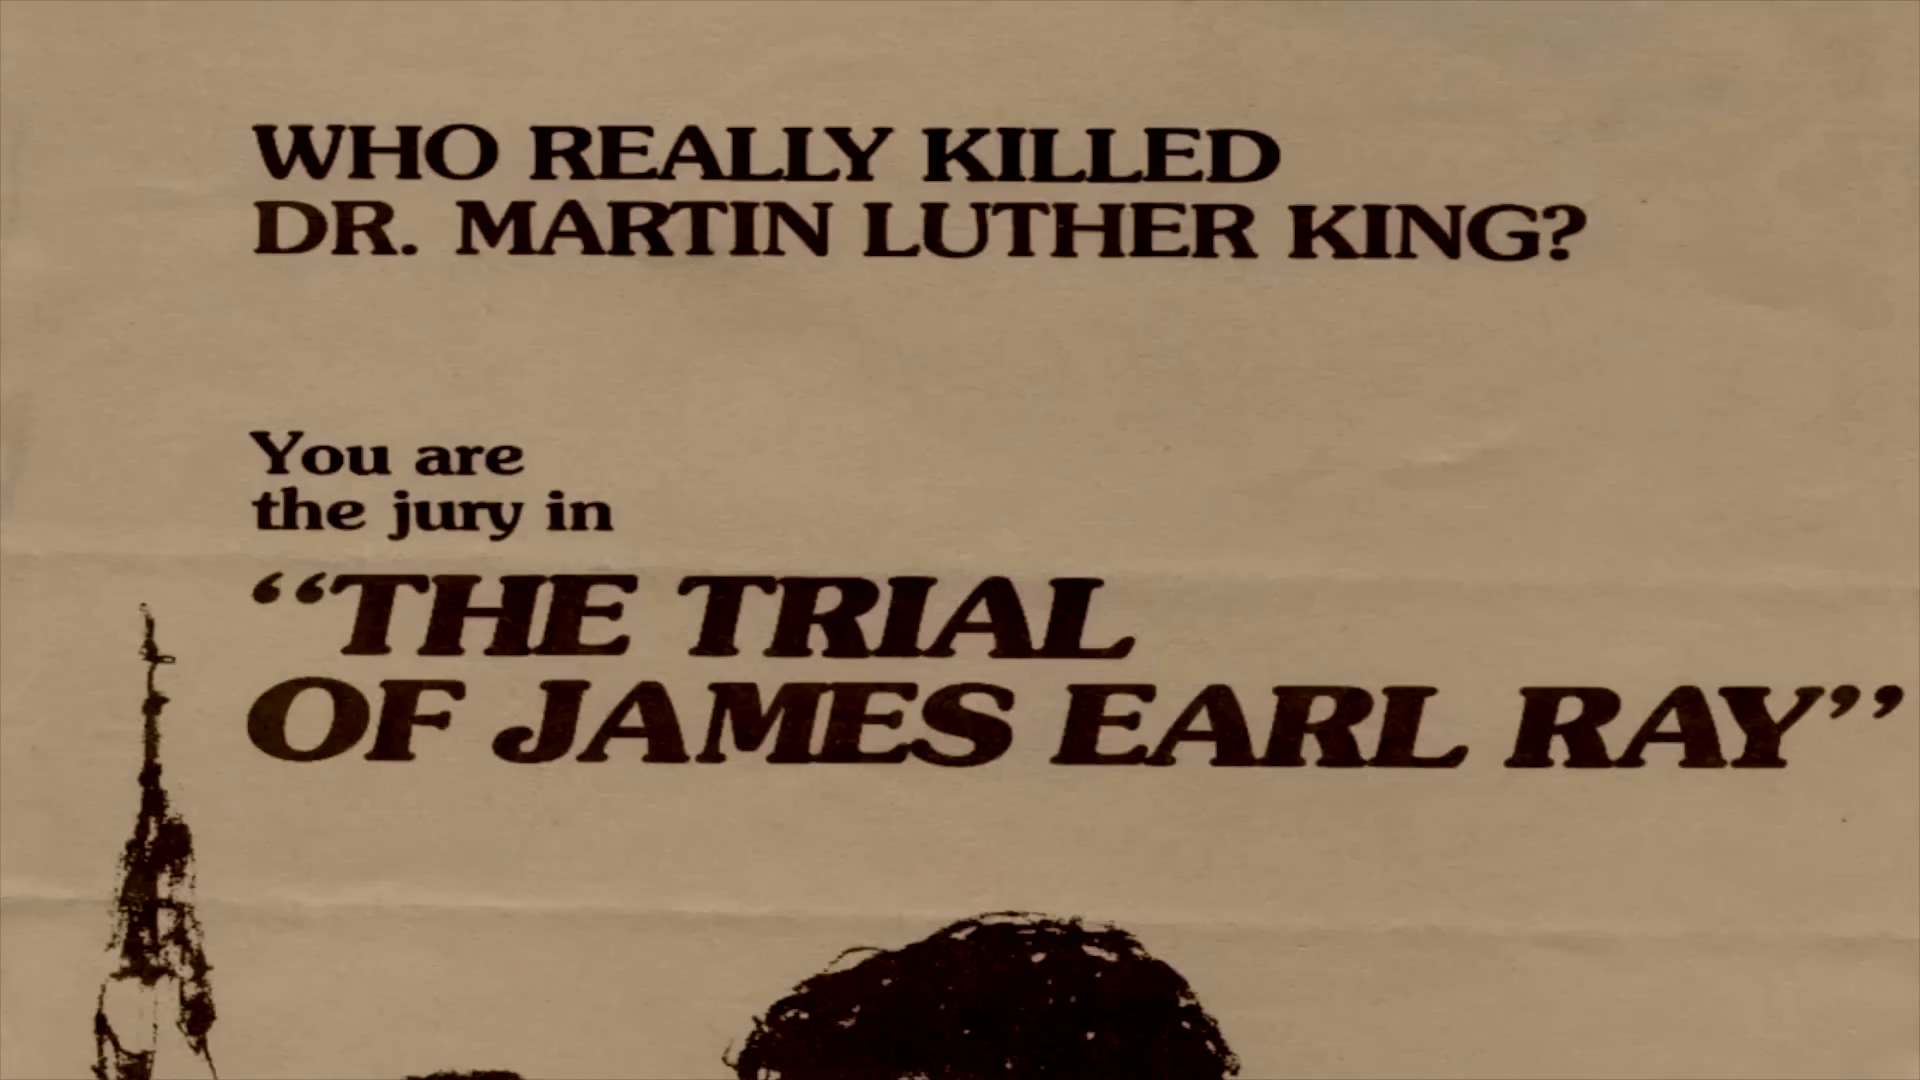 WHO REALLY KILLED
DR. MARTIN LUTHER KING?
You are
the jury in
“THE TRIAL
OF JAMES EARL RAY”